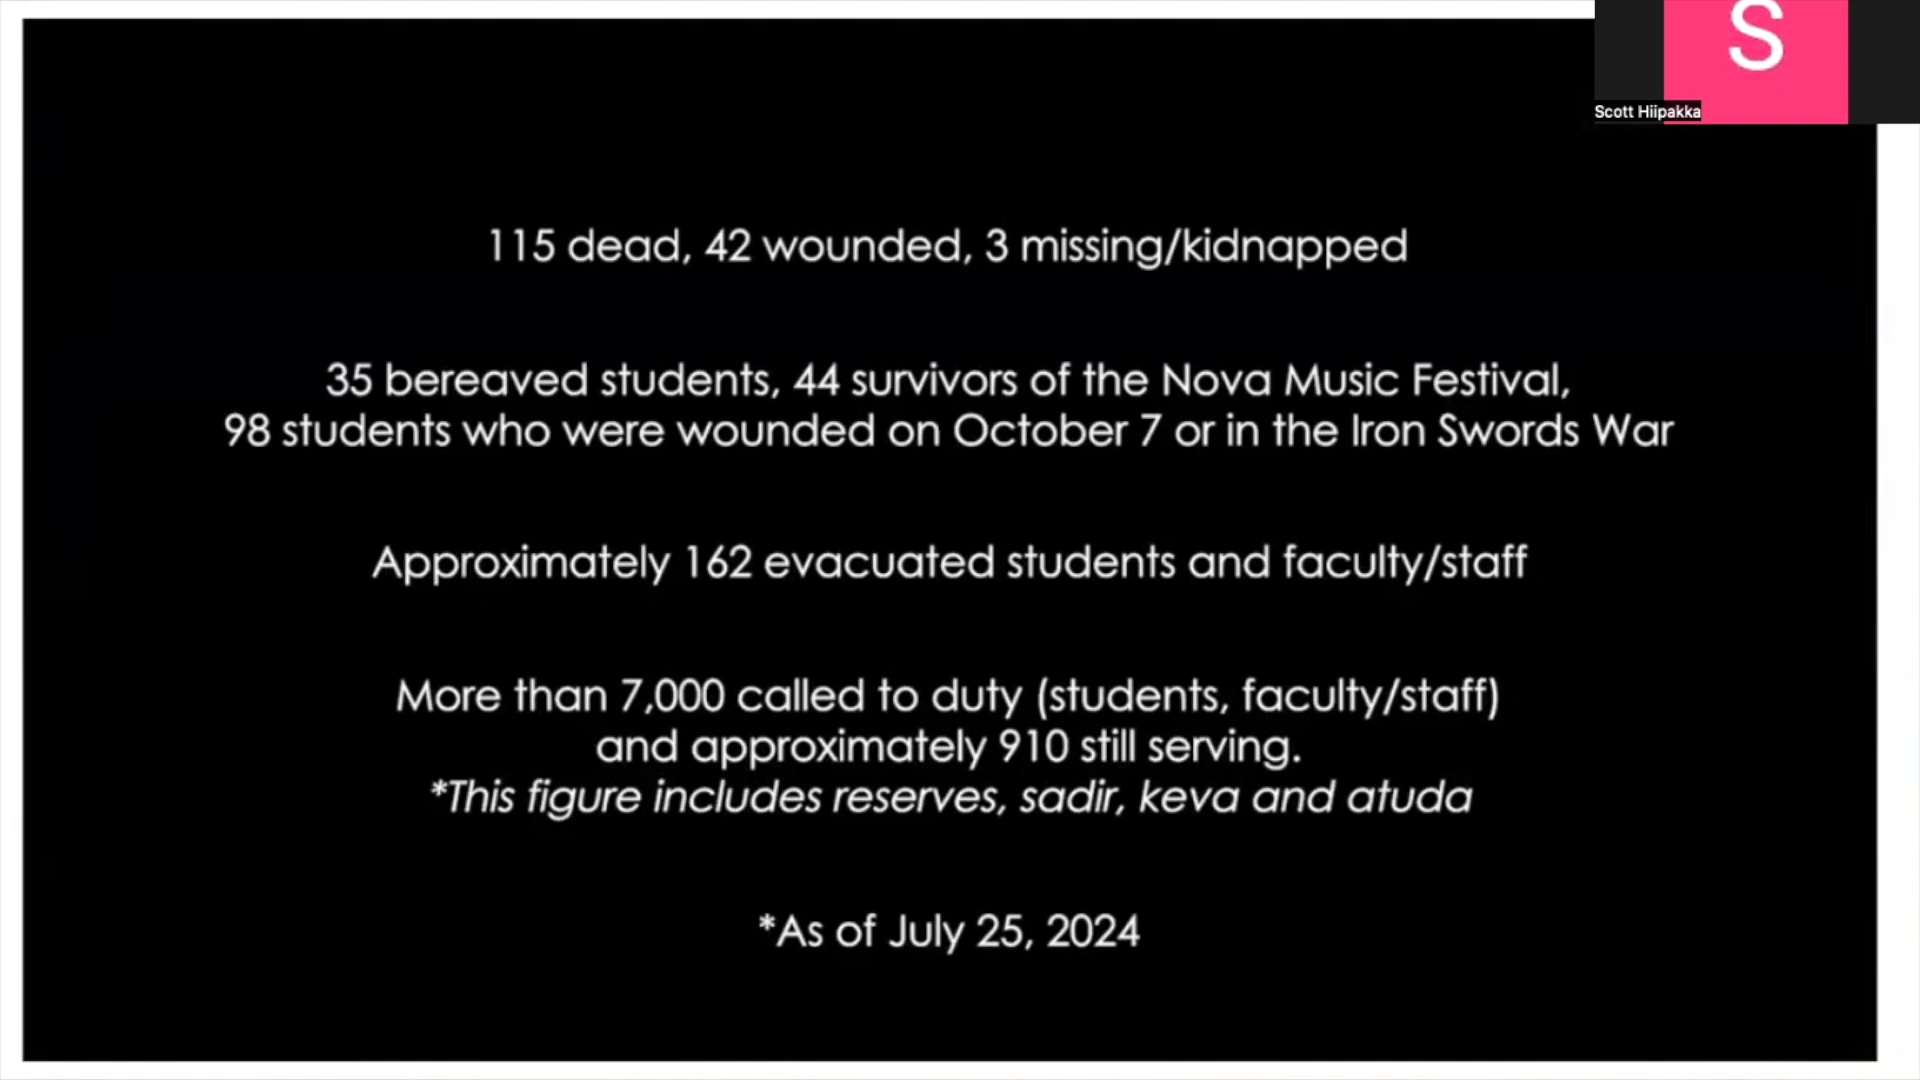 S
Scott Hiipakka
115 dead, 42 wounded, 3 missing/kidnapped
35 bereaved students, 44 survivors of the Nova Music Festival,
98 students who were wounded on October 7 or in the Iron Swords War
Approximately 162 evacuated students and faculty/staff
More than 7,000 called to duty (students, faculty/staff)
and approximately 910 still serving.
*This figure includes reserves, sadir, keva and atuda
*As of July 25, 2024